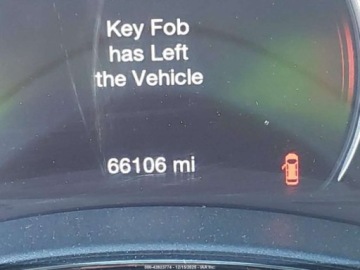 Key Fob
has Left
the Vehicle
66106 mi